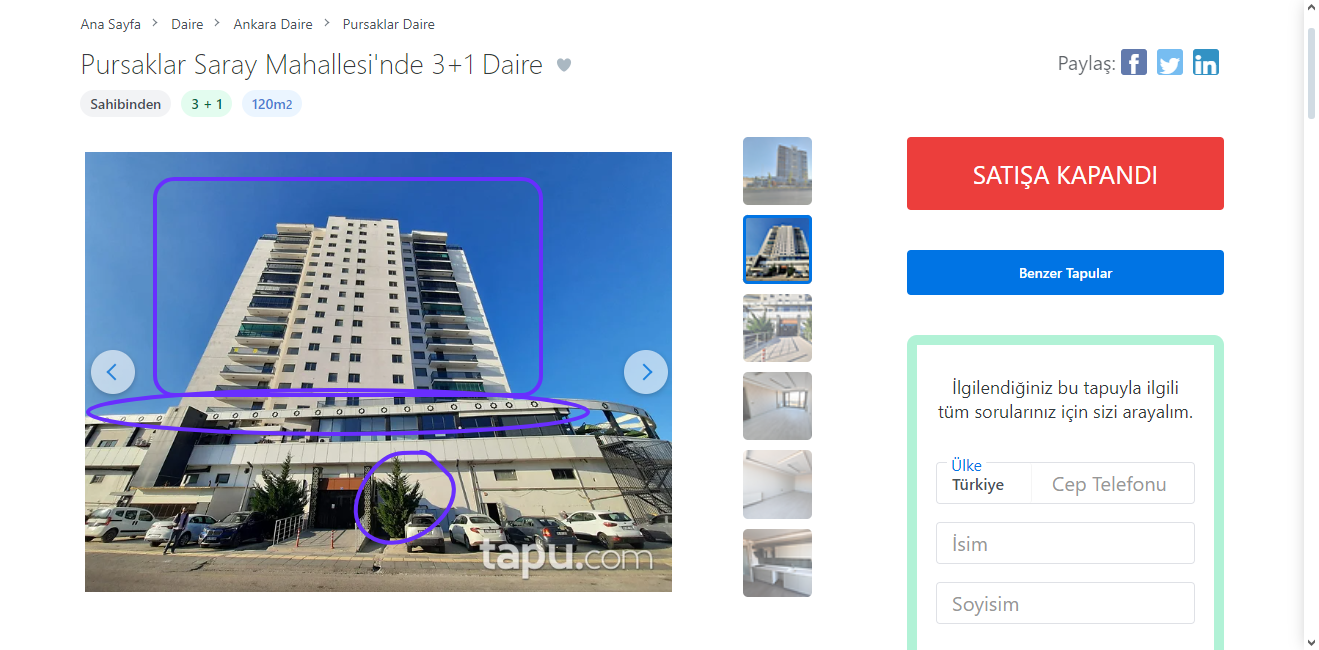 Ana Sayfa > Daire > Ankara Daire > Pursaklar Daire
Pursaklar Saray Mahallesi'nde 3+1 Daire
Paylaş:
Sahibinden 3 + 1 120m2
SATIŞA KAPANDI
Benzer Tapular
İlgilendiğiniz bu tapuyla ilgili
tüm sorularınız için sizi arayalım.
Ülke
Türkiye
Cep Telefonu
İsim
Soyisim
tapu.com